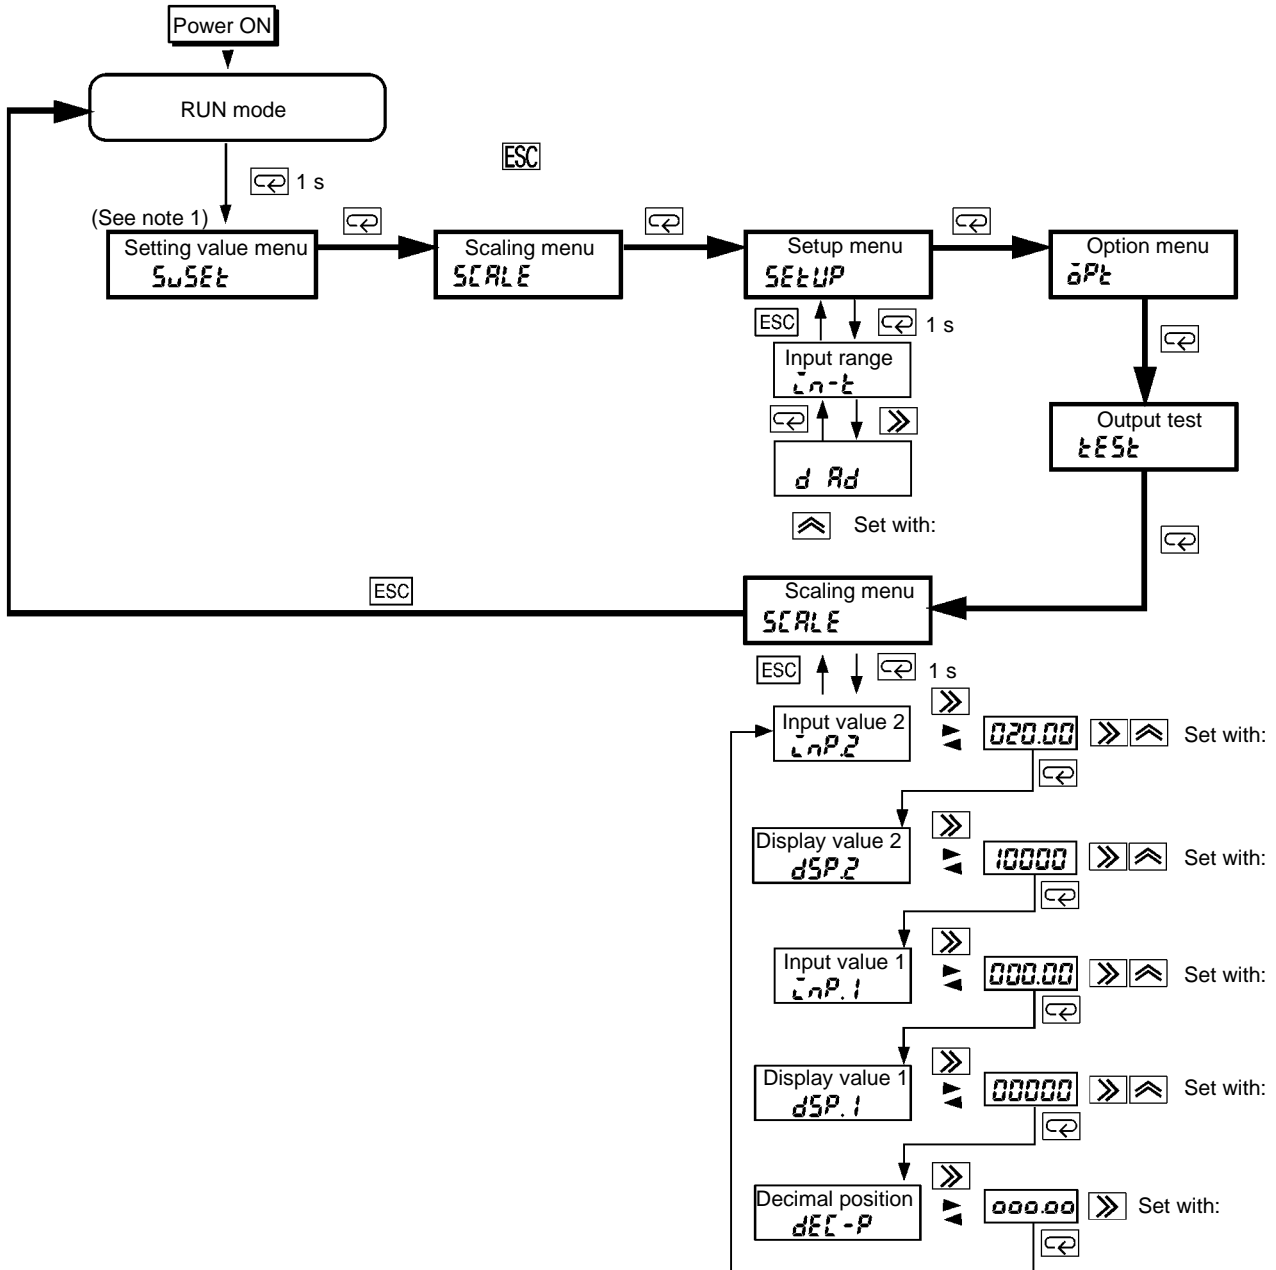 Power ON
RUN mode
ESC
1 s
(See note 1)
Setting value menu
SvSEt
Scaling menu
SCALE
Setup menu
SEtUP
Option menu
oPt
ESC
1 s
Input range
in-t
Output test
tESt
d Ad
Set with:
ESC
Scaling menu
SCALE
ESC
1 s
Input value 2
inP.2
020.00
Set with:
Display value 2
dSP.2
10000
Set with:
Input value 1
inP.1
000.00
Set with:
Display value 1
dSP.1
00000
Set with:
Decimal position
dEC-P
000.00
Set with: